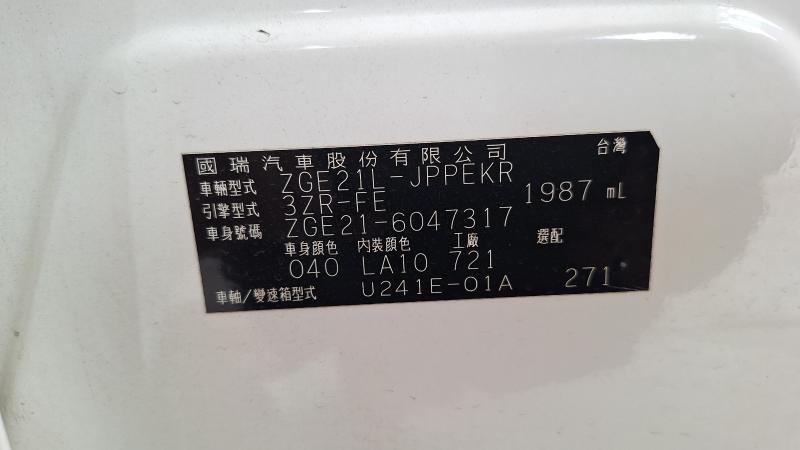 國瑞汽車股份有限公司 台灣
車輛型式 ZGE21L-JPPEKR
引擎型式 3ZR-FE 1987 mL
車身號碼 ZGE21-6047317
車身顏色 內裝顏色 工廠 選配
040 LA10 721
車軸/變速箱型式 U241E-01A 271